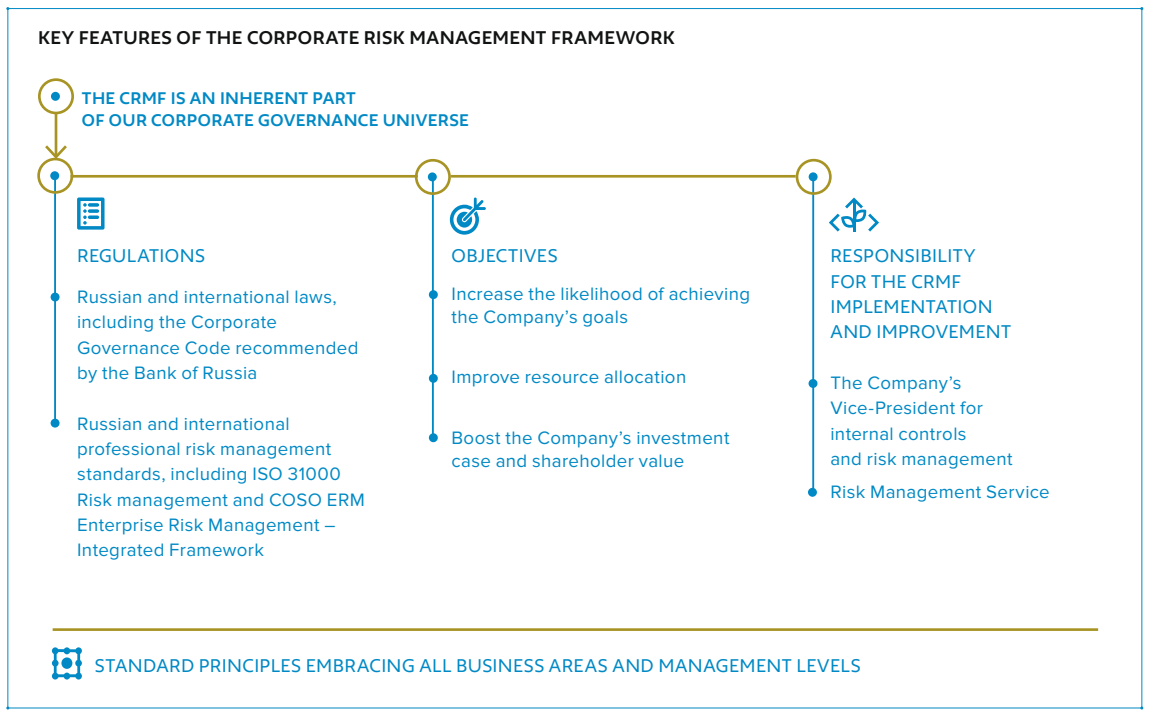 KEY FEATURES OF THE CORPORATE RISK MANAGEMENT FRAMEWORK
THE CRMF IS AN INHERENT PART
OF OUR CORPORATE GOVERNANCE UNIVERSE
REGULATIONS
Russian and international laws,
including the Corporate
Governance Code recommended
by the Bank of Russia
Russian and international
professional risk management
standards, including ISO 31000
Risk management and COSO ERM
Enterprise Risk Management –
Integrated Framework
OBJECTIVES
Increase the likelihood of achieving
the Company’s goals
Improve resource allocation
Boost the Company’s investment
case and shareholder value
RESPONSIBILITY
FOR THE CRMF
IMPLEMENTATION
AND IMPROVEMENT
The Company’s
Vice-President for
internal controls
and risk management
Risk Management Service
STANDARD PRINCIPLES EMBRACING ALL BUSINESS AREAS AND MANAGEMENT LEVELS